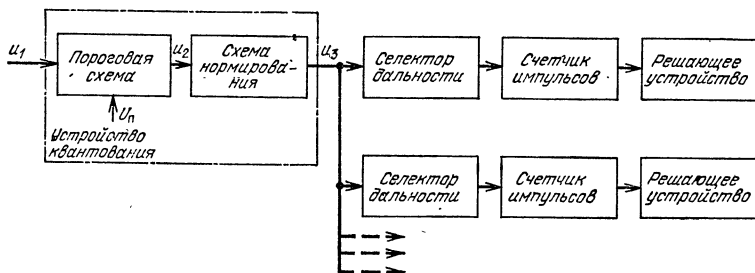 u₁
Пороговая
схема
u₂
Схема
нормирова-
ния
u₃
Uп
Устройство
квантования
Селектор
дальности
Счетчик
импульсов
Решающее
устройство
Селектор
дальности
Счетчик
импульсов
Решающее
устройство